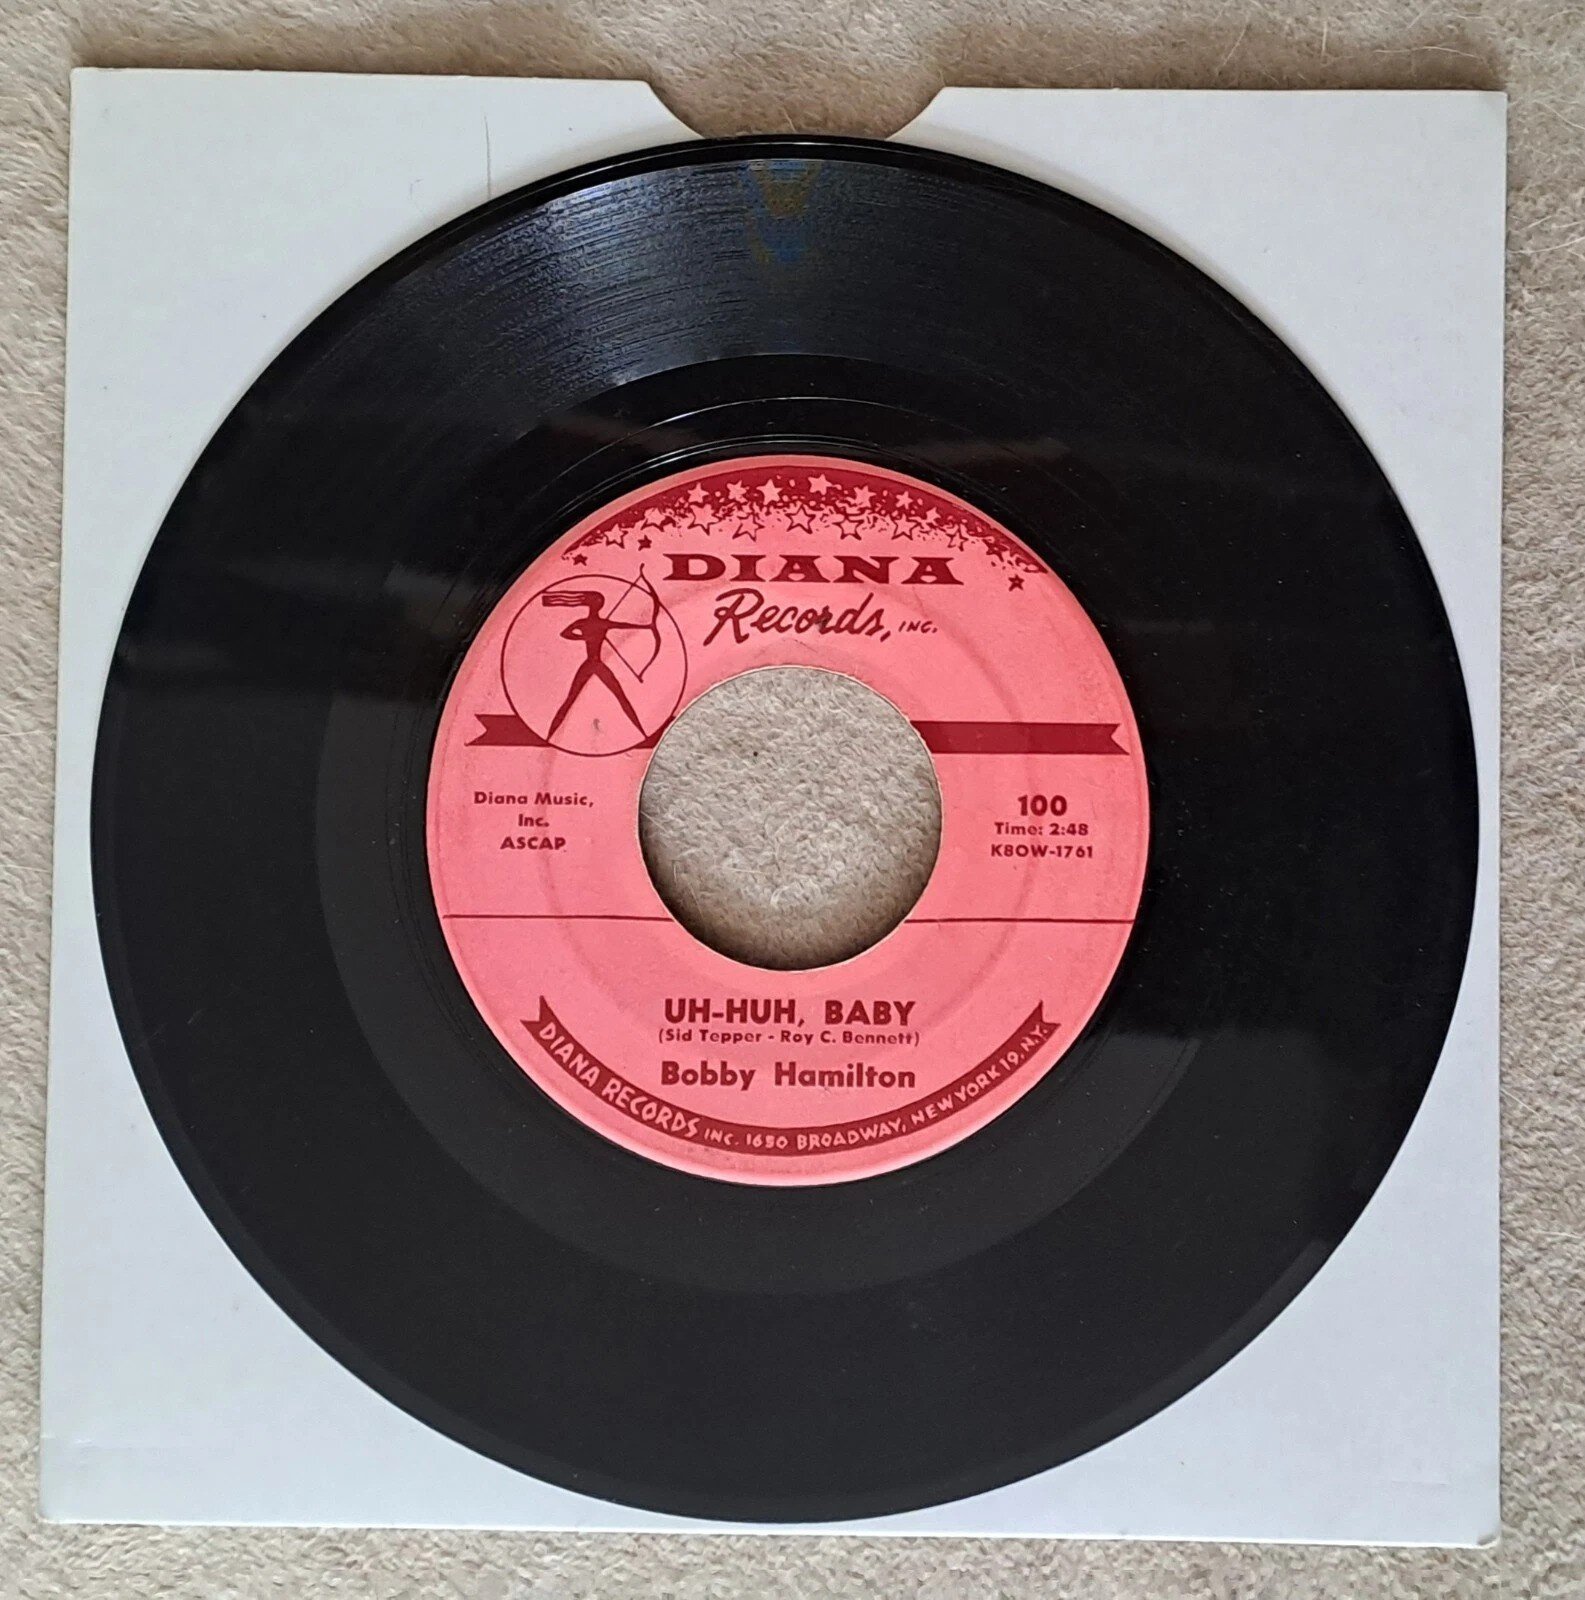 DIANA
Records, INC.
Diana Music,
Inc.
ASCAP
100
Time: 2:48
K8OW-1761
UH-HUH, BABY
(Sid Tepper - Roy C. Bennett)
Bobby Hamilton
DIANA RECORDS INC. 1650 BROADWAY, NEW YORK 19, N.Y.